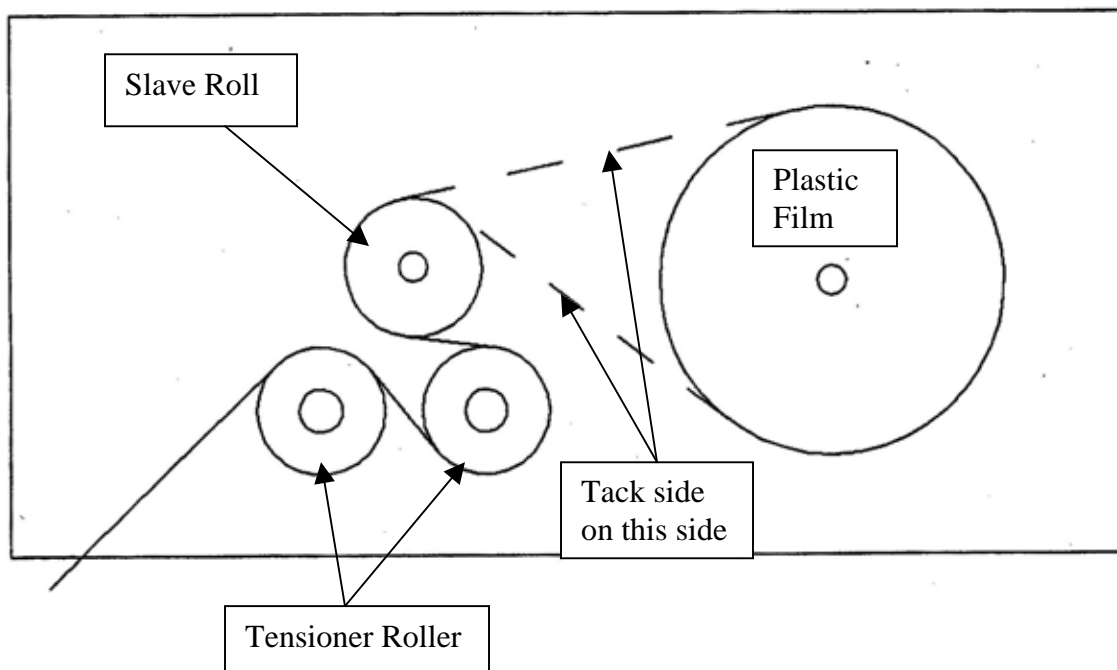 Slave Roll
Plastic
Film
Tack side
on this side
Tensioner Roller